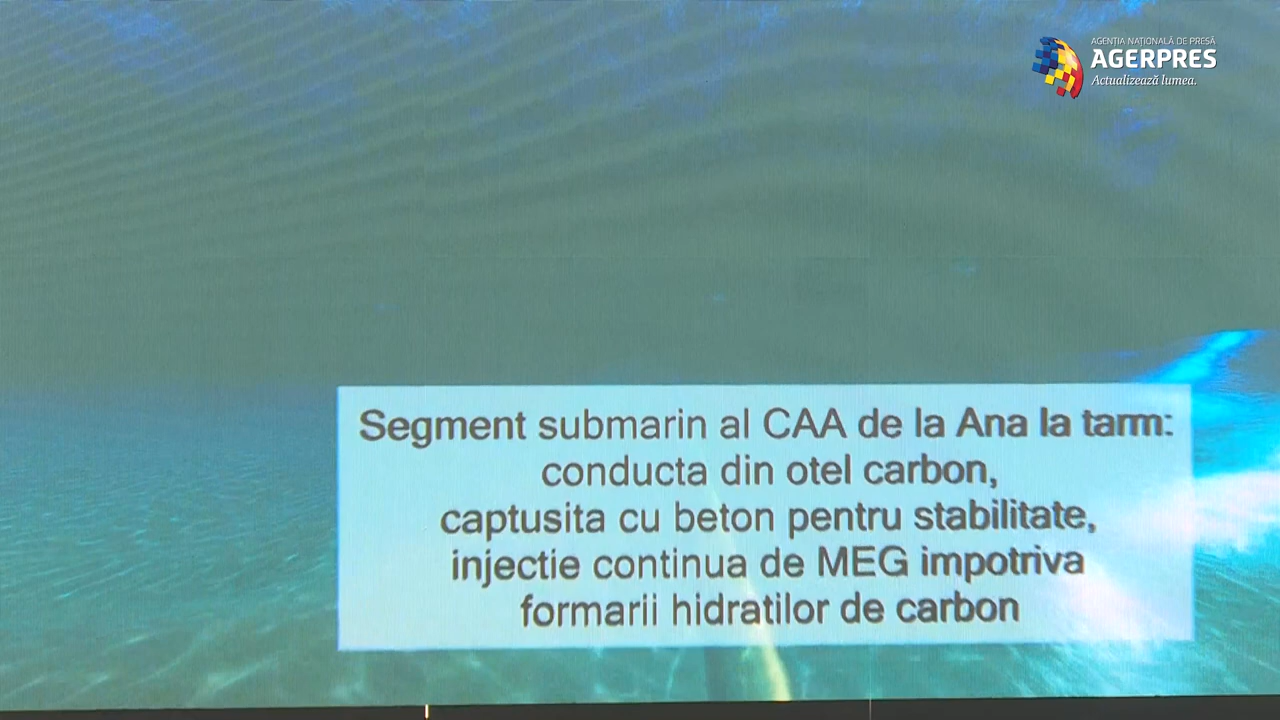 AGENȚIA NAȚIONALĂ DE PRESĂ
AGERPRES
Actualizează lumea.
Segment submarin al CAA de la Ana la tarm:
conducta din otel carbon,
captusita cu beton pentru stabilitate,
injectie continua de MEG impotriva
formarii hidratilor de carbon